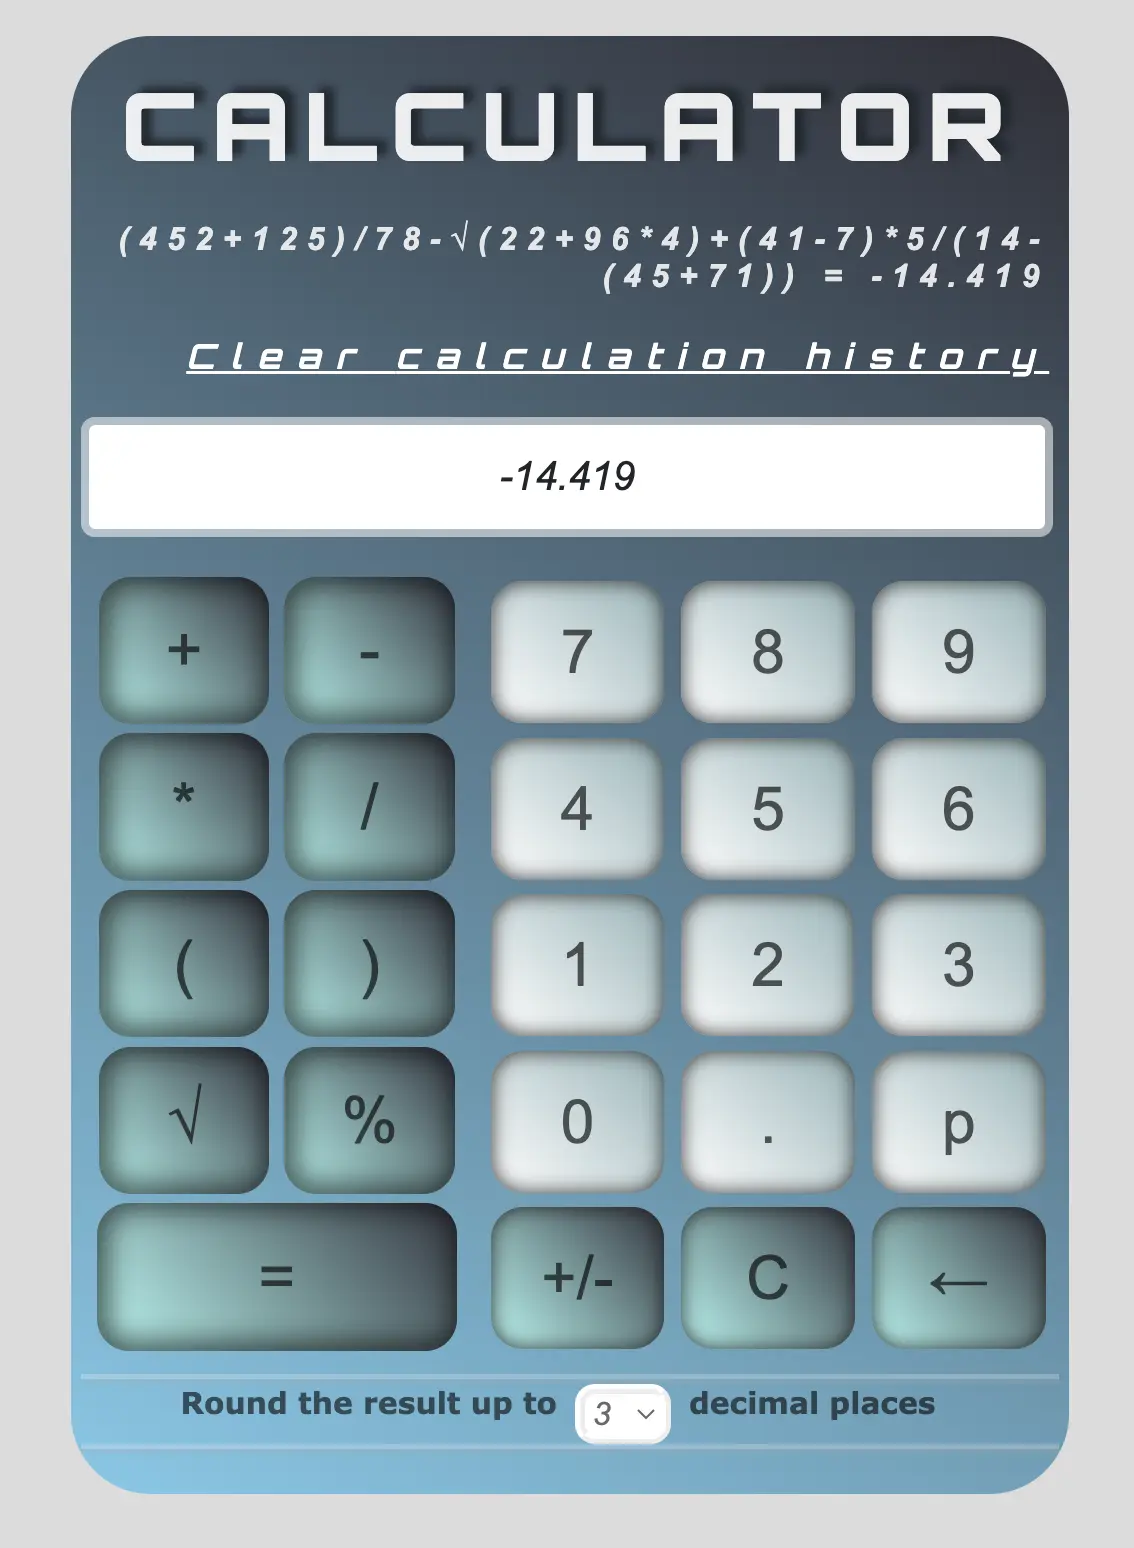 CALCULATOR
(452+125)/78-√(22+96*4)+(41-7)*5/(14-
(45+71)) = -14.419
Clear calculation history
-14.419
+ - 7 8 9
* / 4 5 6
( ) 1 2 3
√ % 0 . p
= +/- C ←
Round the result up to 3 decimal places